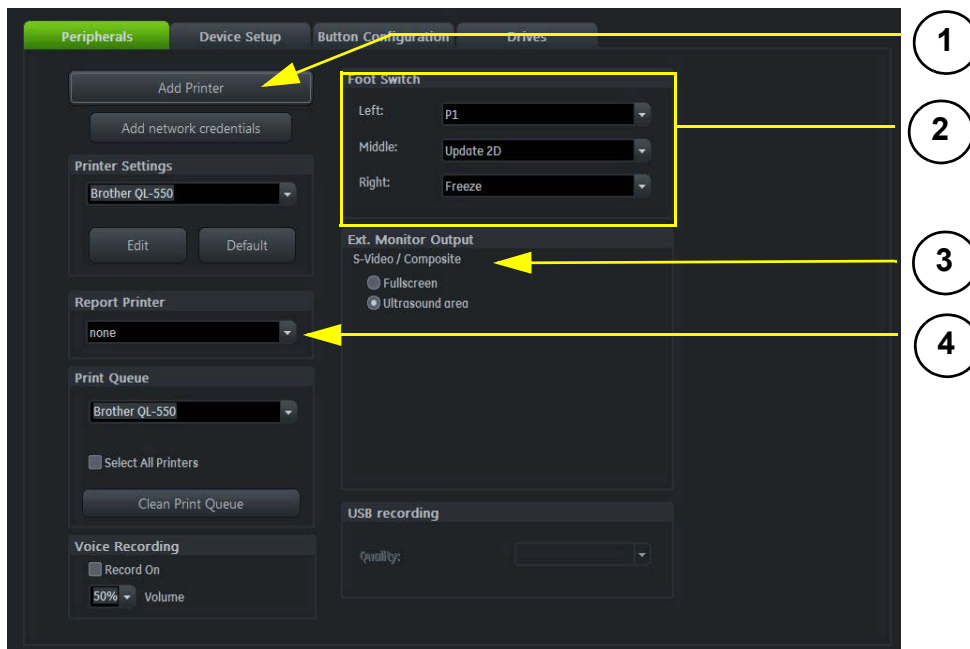 Peripherals Device Setup Button Configuration Drives
Add Printer
Add network credentials
Printer Settings
Brother QL-550
Edit Default
Report Printer
none
Print Queue
Brother QL-550
Select All Printers
Clean Print Queue
Voice Recording
Record On
50% Volume
Foot Switch
Left: P1
Middle: Update 2D
Right: Freeze
Ext. Monitor Output
S-Video / Composite
Fullscreen
Ultrasound area
USB recording
Quality:
1
2
3
4